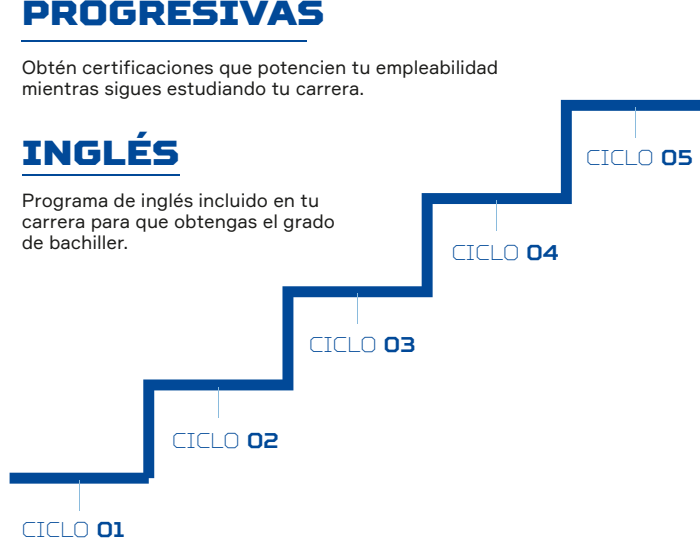 PROGRESIVAS
Obtén certificaciones que potencien tu empleabilidad
mientras sigues estudiando tu carrera.
INGLÉS
Programa de inglés incluido en tu
carrera para que obtengas el grado
de bachiller.
CICLO 05
CICLO 04
CICLO 03
CICLO 02
CICLO 01